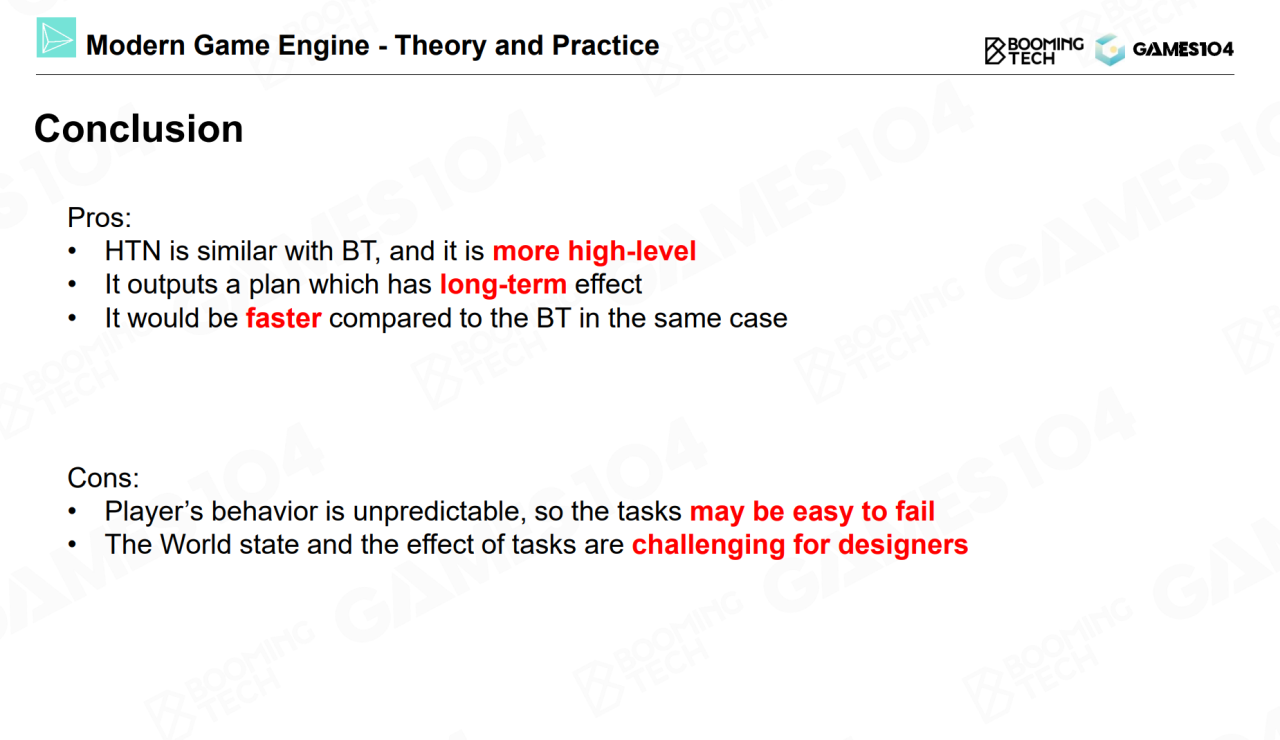 Modern Game Engine - Theory and Practice
BOOMING
TECH
GAMES104
Conclusion
Pros:
• HTN is similar with BT, and it is more high-level
• It outputs a plan which has long-term effect
• It would be faster compared to the BT in the same case
Cons:
• Player’s behavior is unpredictable, so the tasks may be easy to fail
• The World state and the effect of tasks are challenging for designers